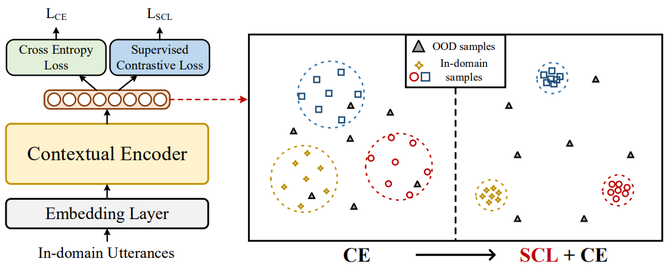 L_CE
L_SCL
Cross Entropy
Loss
Supervised
Contrastive Loss
Contextual Encoder
Embedding Layer
In-domain Utterances
OOD samples
In-domain
samples
CE
SCL + CE